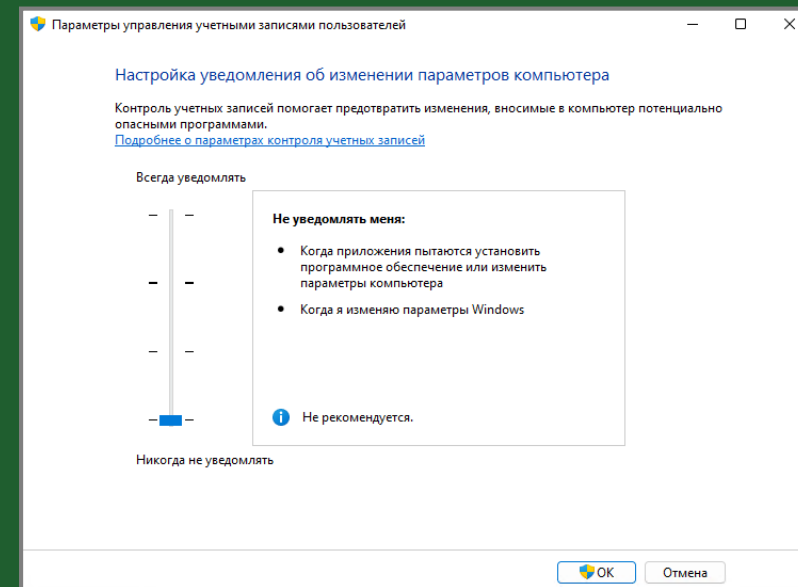 Параметры управления учетными записями пользователей
Настройка уведомления об изменении параметров компьютера
Контроль учетных записей помогает предотвратить изменения, вносимые в компьютер потенциально
опасными программами.
Подробнее о параметрах контроля учетных записей
Всегда уведомлять
Не уведомлять меня:
Когда приложения пытаются установить
программное обеспечение или изменить
параметры компьютера
Когда я изменяю параметры Windows
Не рекомендуется.
Никогда не уведомлять
OK
Отмена